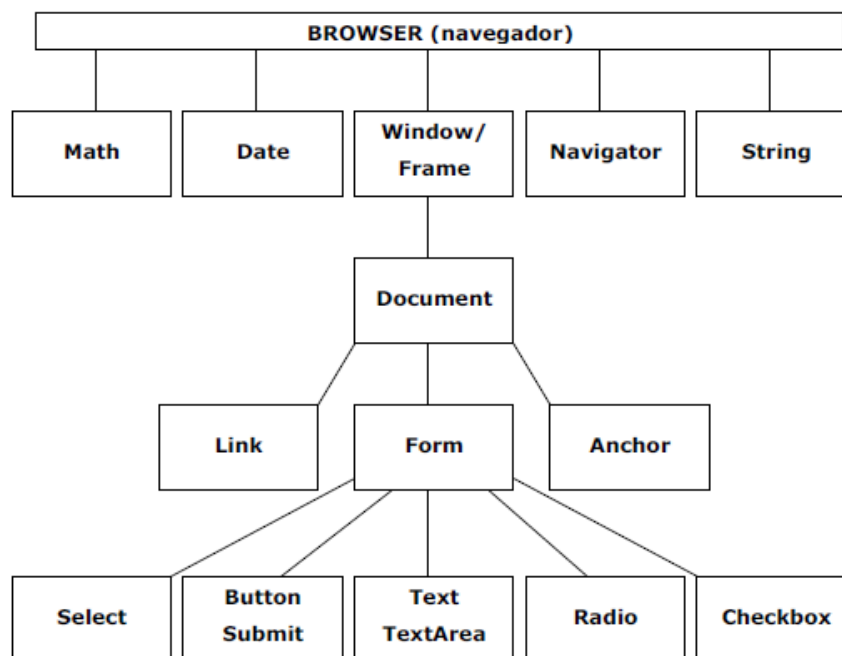 BROWSER (navegador)
Math
Date
Window/
Frame
Navigator
String
Document
Link
Form
Anchor
Select
Button
Submit
Text
TextArea
Radio
Checkbox